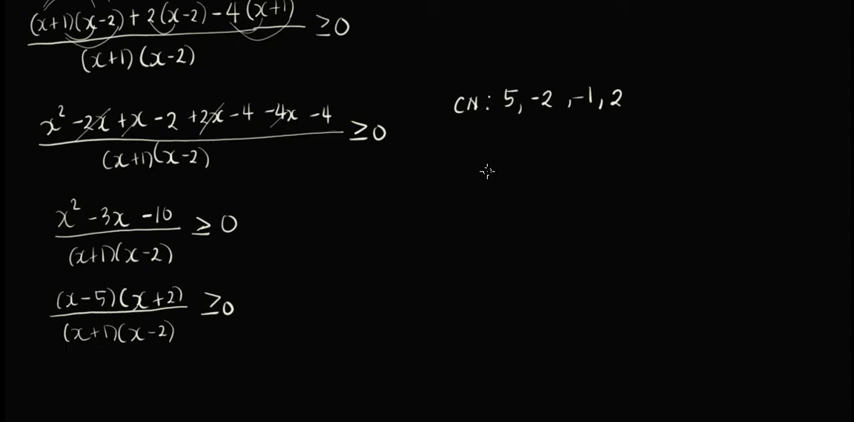 (x+1)(x-2) + 2(x-2) - 4(x+1)
(x+1)(x-2)
≥0
x² - 2x + x - 2 + 2x - 4 - 4x - 4
(x+1)(x-2)
≥0
x² - 3x - 10
(x+1)(x-2)
≥ 0
(x-5)(x+2)
(x+1)(x-2)
≥0
CN: 5, -2, -1, 2